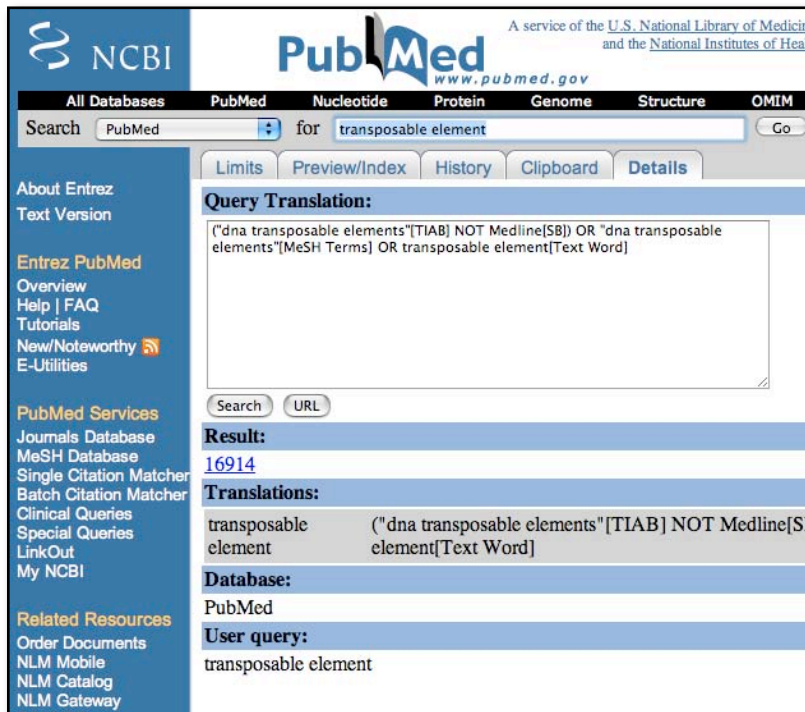 NCBI
PubMed
www.pubmed.gov
A service of the U.S. National Library of Medicin
and the National Institutes of Hea
All Databases PubMed Nucleotide Protein Genome Structure OMIM
Search PubMed for transposable element Go
Limits Preview/Index History Clipboard Details
About Entrez
Text Version
Entrez PubMed
Overview
Help | FAQ
Tutorials
New/Noteworthy
E-Utilities
PubMed Services
Journals Database
MeSH Database
Single Citation Matcher
Batch Citation Matcher
Clinical Queries
Special Queries
LinkOut
My NCBI
Related Resources
Order Documents
NLM Mobile
NLM Catalog
NLM Gateway
Query Translation:
("dna transposable elements"[TIAB] NOT Medline[SB]) OR "dna transposable
elements"[MeSH Terms] OR transposable element[Text Word]
Search URL
Result:
16914
Translations:
transposable ("dna transposable elements"[TIAB] NOT Medline[S
element element[Text Word]
Database:
PubMed
User query:
transposable element